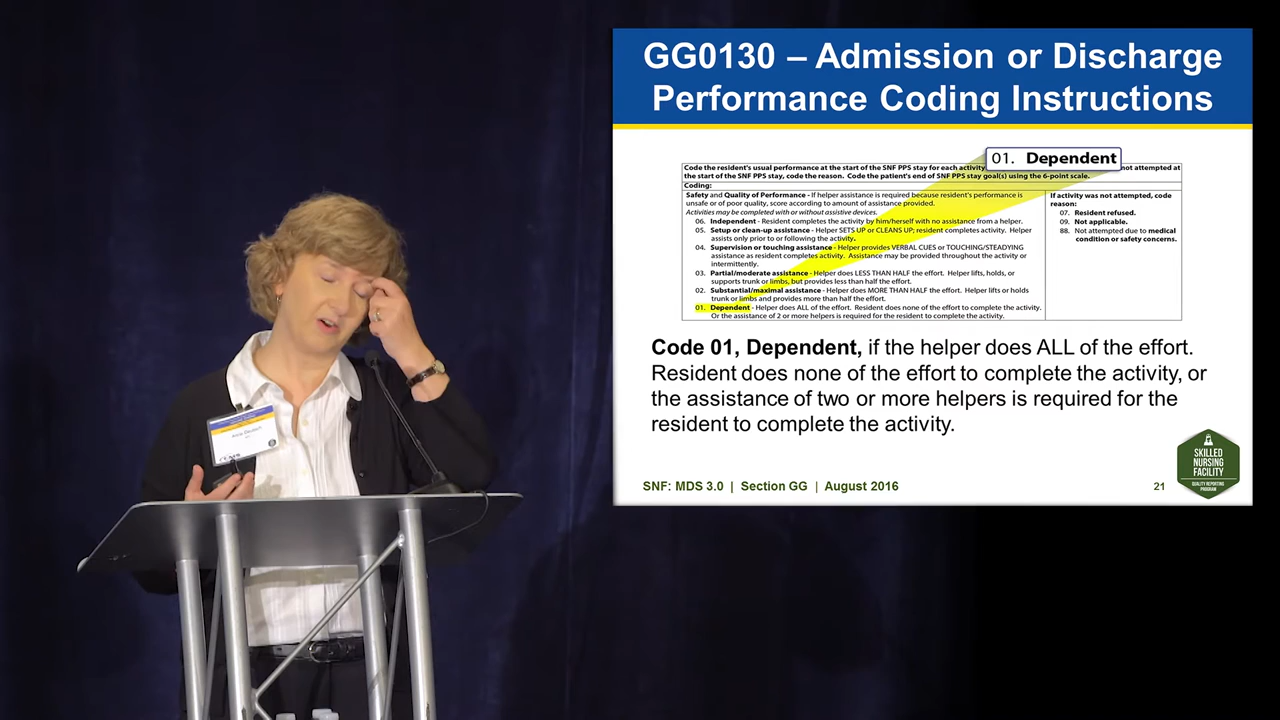 GG0130 – Admission or Discharge
Performance Coding Instructions
01. Dependent
Code the resident's usual performance at the start of the SNF PPS stay for each activity
not attempted at
the start of the SNF PPS stay, code the reason. Code the patient's end of SNF PPS stay goal(s) using the 6-point scale.
Coding:
Safety and Quality of Performance - If helper assistance is required because resident's performance is
unsafe or of poor quality, score according to amount of assistance provided.
Activities may be completed with or without assistive devices.
06. Independent - Resident completes the activity by him/herself with no assistance from a helper.
05. Setup or clean-up assistance - Helper SETS UP or CLEANS UP; resident completes activity. Helper
assists only prior to or following the activity.
04. Supervision or touching assistance - Helper provides VERBAL CUES or TOUCHING/STEADYING
assistance as resident completes activity. Assistance may be provided throughout the activity or
intermittently.
03. Partial/moderate assistance - Helper does LESS THAN HALF the effort. Helper lifts, holds, or
supports trunk or limbs, but provides less than half the effort.
02. Substantial/maximal assistance - Helper does MORE THAN HALF the effort. Helper lifts or holds
trunk or limbs and provides more than half the effort.
01. Dependent - Helper does ALL of the effort. Resident does none of the effort to complete the activity.
Or the assistance of 2 or more helpers is required for the resident to complete the activity.
If activity was not attempted, code
reason:
07. Resident refused.
09. Not applicable.
88. Not attempted due to medical
condition or safety concerns.
Code 01, Dependent, if the helper does ALL of the effort.
Resident does none of the effort to complete the activity, or
the assistance of two or more helpers is required for the
resident to complete the activity.
SNF: MDS 3.0 | Section GG | August 2016
21
SKILLED
NURSING
FACILITY
QUALITY REPORTING
PROGRAM